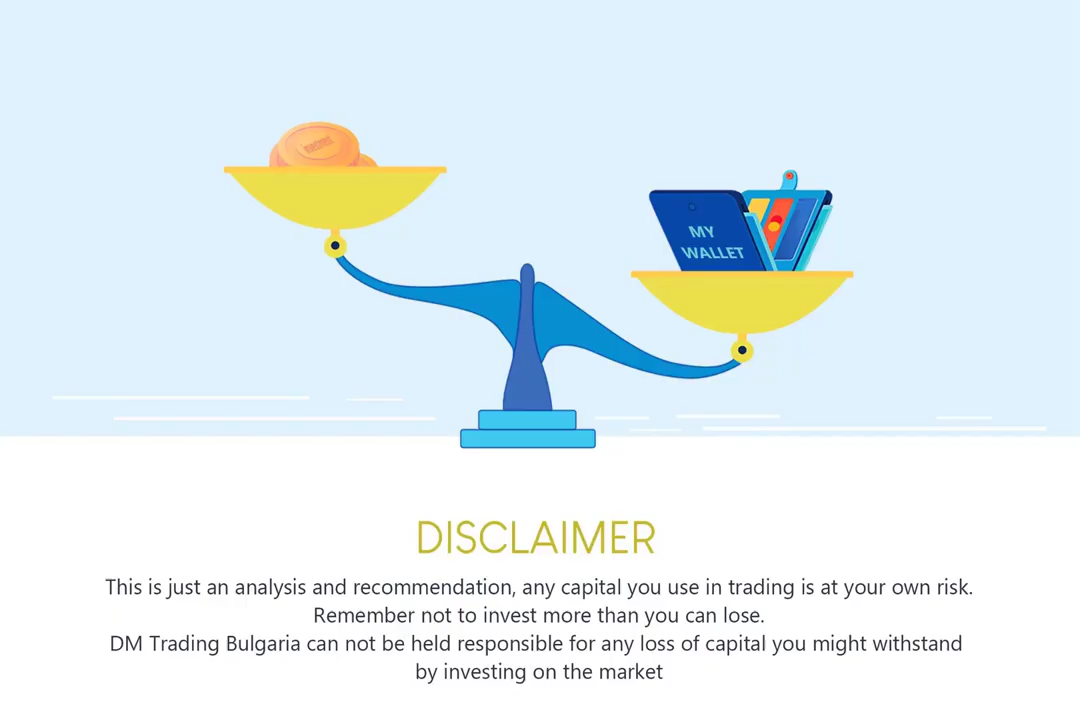 MY
WALLET
DISCLAIMER
This is just an analysis and recommendation, any capital you use in trading is at your own risk.
Remember not to invest more than you can lose.
DM Trading Bulgaria can not be held responsible for any loss of capital you might withstand
by investing on the market